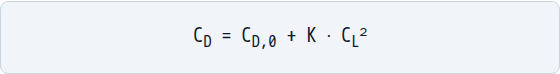 C_D = C_D,0 + K · C_L²